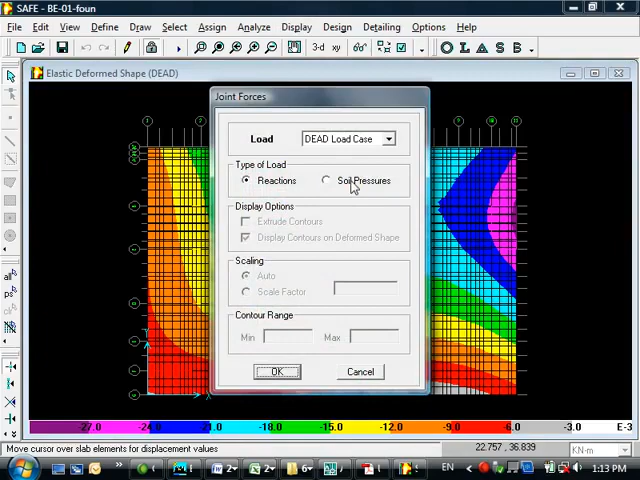 SAFE - BE-01-foun
File Edit View Define Draw Select Assign Analyze Display Design Detailing Options Help
3-d xy
Elastic Deformed Shape (DEAD)
Joint Forces
Load DEAD Load Case
Type of Load
Reactions Soil Pressures
Display Options
Extrude Contours
Display Contours on Deformed Shape
Scaling
Auto
Scale Factor
Contour Range
Min Max
OK Cancel
all
ps
-27.0 -24.0 -21.0 -18.0 -15.0 -12.0 -9.0 -6.0 -3.0 E-3
Move cursor over slab elements for displacement values 22.757 , 36.839 KN-m
EN 1:13 PM